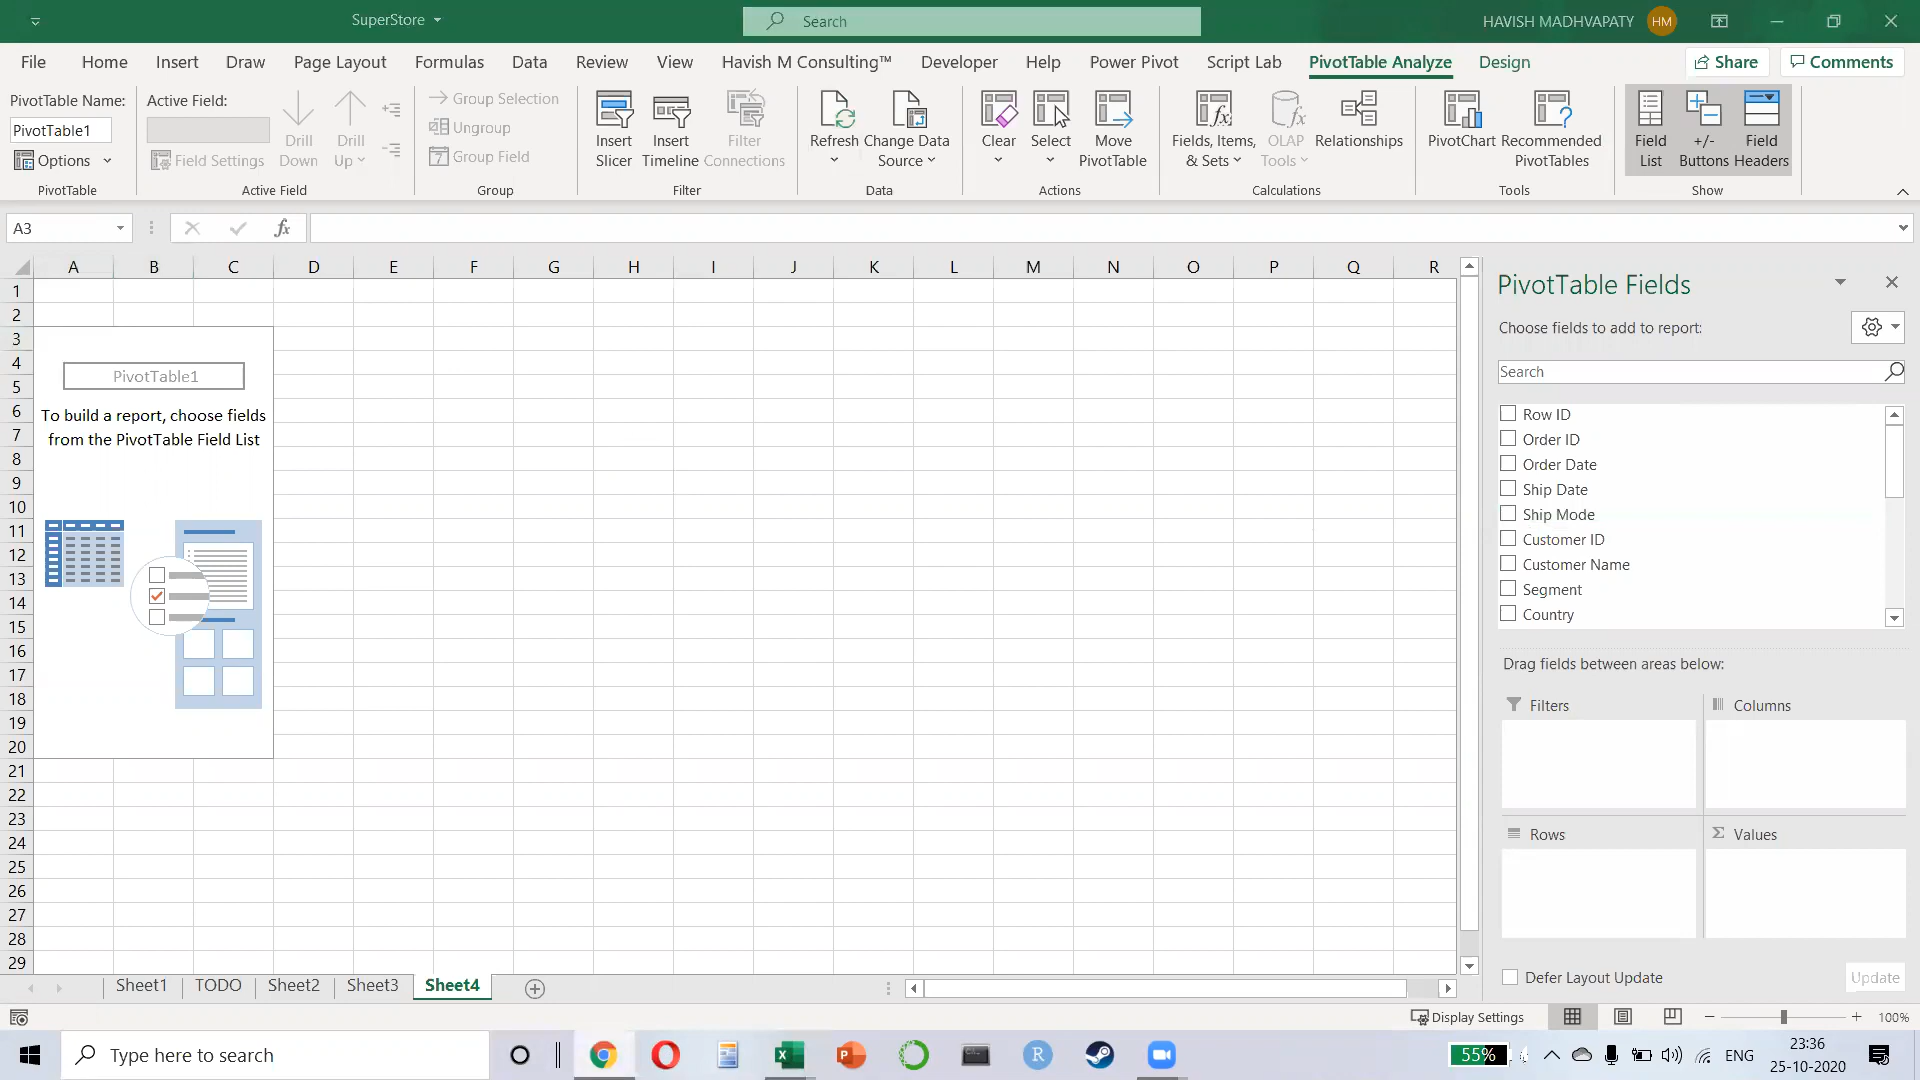 SuperStore
Search
HAVISH MADHVAPATY
HM
File Home Insert Draw Page Layout Formulas Data Review View Havish M Consulting™ Developer Help Power Pivot Script Lab PivotTable Analyze Design
Share
Comments
PivotTable Name:
PivotTable1
Options
PivotTable
Active Field:
Field Settings
Drill Down
Drill Up
Active Field
Group Selection
Ungroup
Group Field
Group
Insert Slicer
Insert Timeline
Filter Connections
Filter
Refresh
Change Data Source
Data
Clear
Select
Move PivotTable
Actions
Fields, Items, & Sets
OLAP Tools
Relationships
Calculations
PivotChart
Recommended PivotTables
Tools
Field List
+/- Buttons
Field Headers
Show
A3
fx
A B C D E F G H I J K L M N O P Q R
1
2
3
4
5
6
7
8
9
10
11
12
13
14
15
16
17
18
19
20
21
22
23
24
25
26
27
28
29
PivotTable1
To build a report, choose fields
from the PivotTable Field List
PivotTable Fields
Choose fields to add to report:
Search
Row ID
Order ID
Order Date
Ship Date
Ship Mode
Customer ID
Customer Name
Segment
Country
Drag fields between areas below:
Filters
Columns
Rows
Σ Values
Defer Layout Update
Update
Sheet1 TODO Sheet2 Sheet3 Sheet4
Display Settings
100%
Type here to search
55%
ENG
23:36
25-10-2020